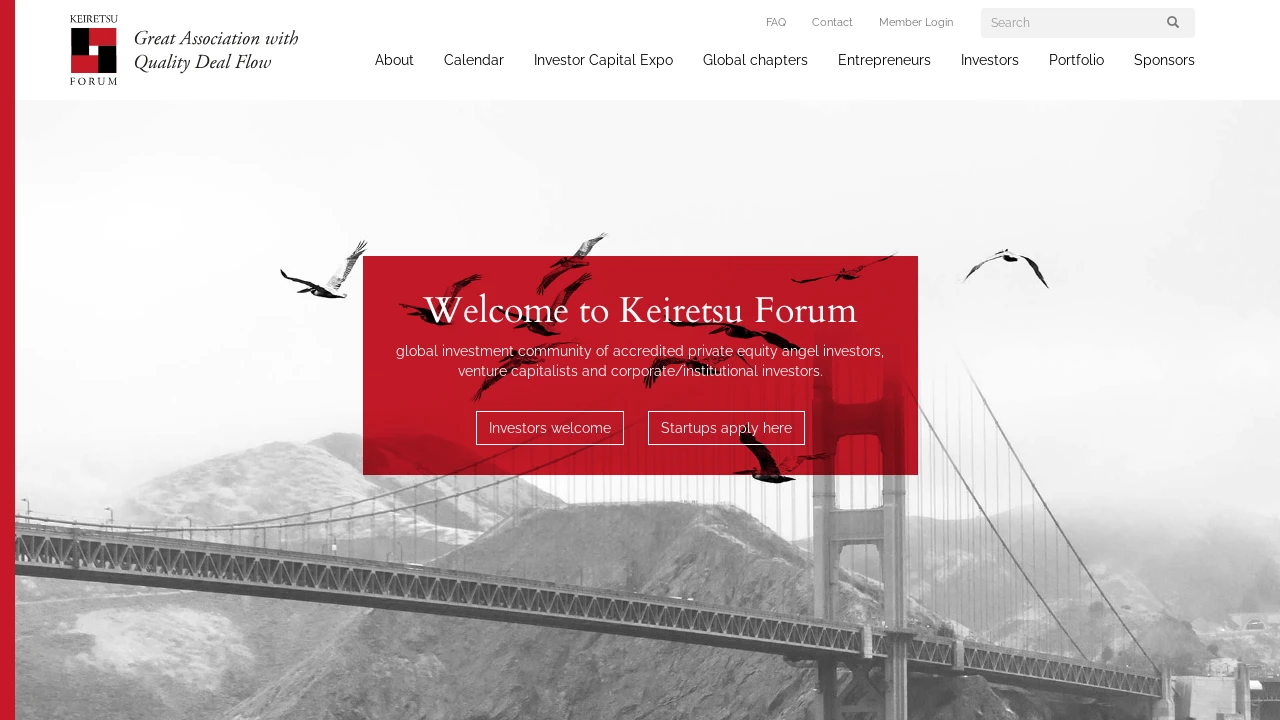 KEIRETSU
FORUM
Great Association with
Quality Deal Flow
FAQ
Contact
Member Login
Search
About
Calendar
Investor Capital Expo
Global chapters
Entrepreneurs
Investors
Portfolio
Sponsors
Welcome to Keiretsu Forum
global investment community of accredited private equity angel investors,
venture capitalists and corporate/institutional investors.
Investors welcome
Startups apply here